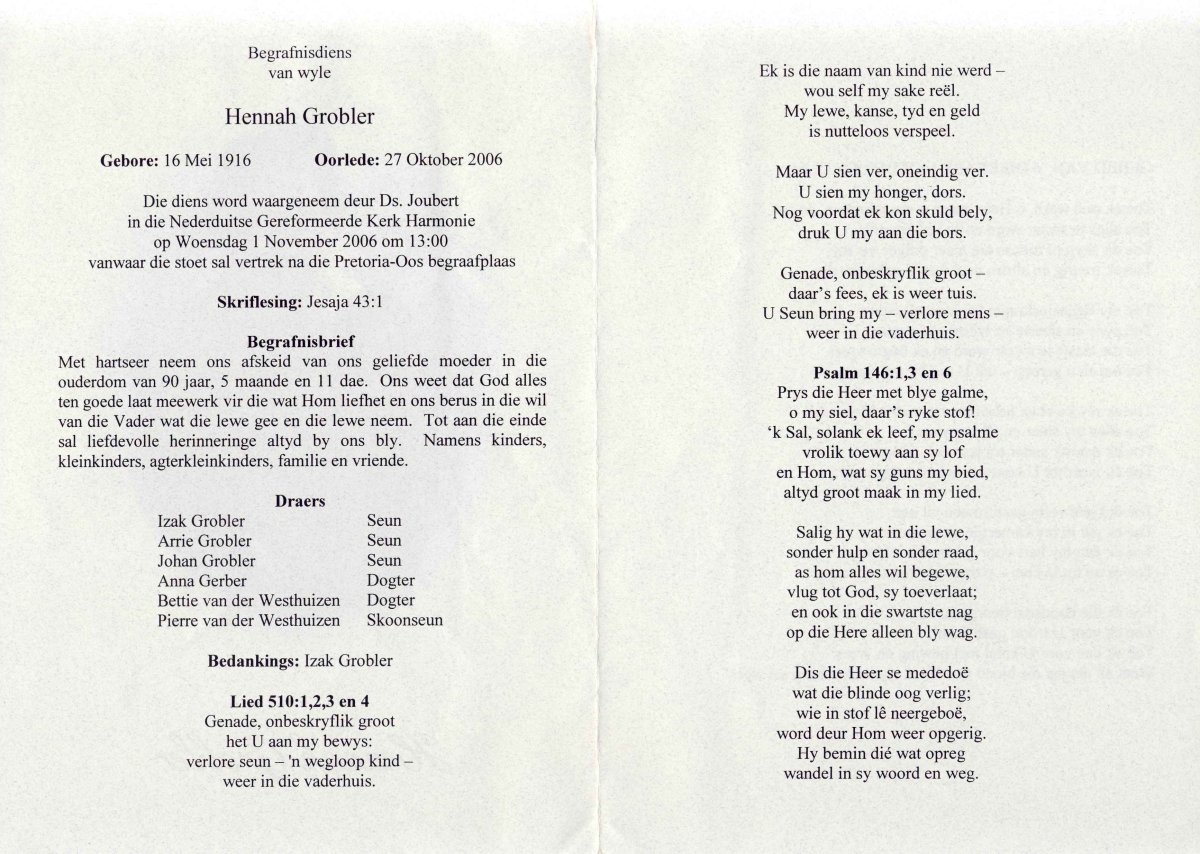 Begrafnisdiens
van wyle
Hennah Grobler
Gebore: 16 Mei 1916 Oorlede: 27 Oktober 2006
Die diens word waargeneem deur Ds. Joubert
in die Nederduitse Gereformeerde Kerk Harmonie
op Woensdag 1 November 2006 om 13:00
vanwaar die stoet sal vertrek na die Pretoria-Oos begraafplaas
Skriflesing: Jesaja 43:1
Begrafnisbrief
Met hartseer neem ons afskeid van ons geliefde moeder in die
ouderdom van 90 jaar, 5 maande en 11 dae. Ons weet dat God alles
ten goede laat meewerk vir die wat Hom liefhet en ons berus in die wil
van die Vader wat die lewe gee en die lewe neem. Tot aan die einde
sal liefdevolle herinneringe altyd by ons bly. Namens kinders,
kleinkinders, agterkleinkinders, familie en vriende.
Draers
Izak Grobler Seun
Arrie Grobler Seun
Johan Grobler Seun
Anna Gerber Dogter
Bettie van der Westhuizen Dogter
Pierre van der Westhuizen Skoonseun
Bedankings: Izak Grobler
Lied 510:1,2,3 en 4
Genade, onbeskryflik groot
het U aan my bewys:
verlore seun – 'n wegloop kind –
weer in die vaderhuis.
Ek is die naam van kind nie werd –
wou self my sake reël.
My lewe, kanse, tyd en geld
is nutteloos verspeel.
Maar U sien ver, oneindig ver.
U sien my honger, dors.
Nog voordat ek kon skuld bely,
druk U my aan die bors.
Genade, onbeskryflik groot –
daar's fees, ek is weer tuis.
U Seun bring my – verlore mens –
weer in die vaderhuis.
Psalm 146:1,3 en 6
Prys die Heer met blye galme,
o my siel, daar's ryke stof!
‘k Sal, solank ek leef, my psalme
vrolik toewy aan sy lof
en Hom, wat sy guns my bied,
altyd groot maak in my lied.
Salig hy wat in die lewe,
sonder hulp en sonder raad,
as hom alles wil begewe,
vlug tot God, sy toeverlaat;
en ook in die swartste nag
op die Here alleen bly wag.
Dis die Heer se mededoë
wat die blinde oog verlig;
wie in stof lê neergeboë,
word deur Hom weer opgerig.
Hy bemin dié wat opreg
wandel in sy woord en weg.